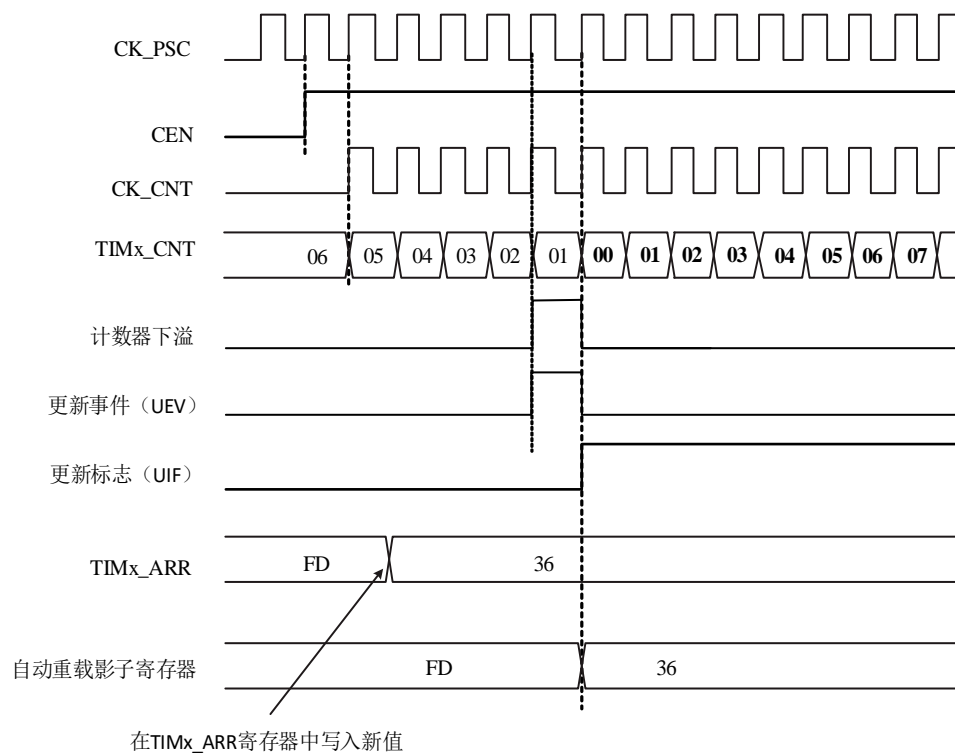 CK_PSC
CEN
CK_CNT
TIMx_CNT 06 05 04 03 02 01 00 01 02 03 04 05 06 07
计数器下溢
更新事件（UEV）
更新标志（UIF）
TIMx_ARR FD 36
自动重载影子寄存器 FD 36
在TIMx_ARR寄存器中写入新值